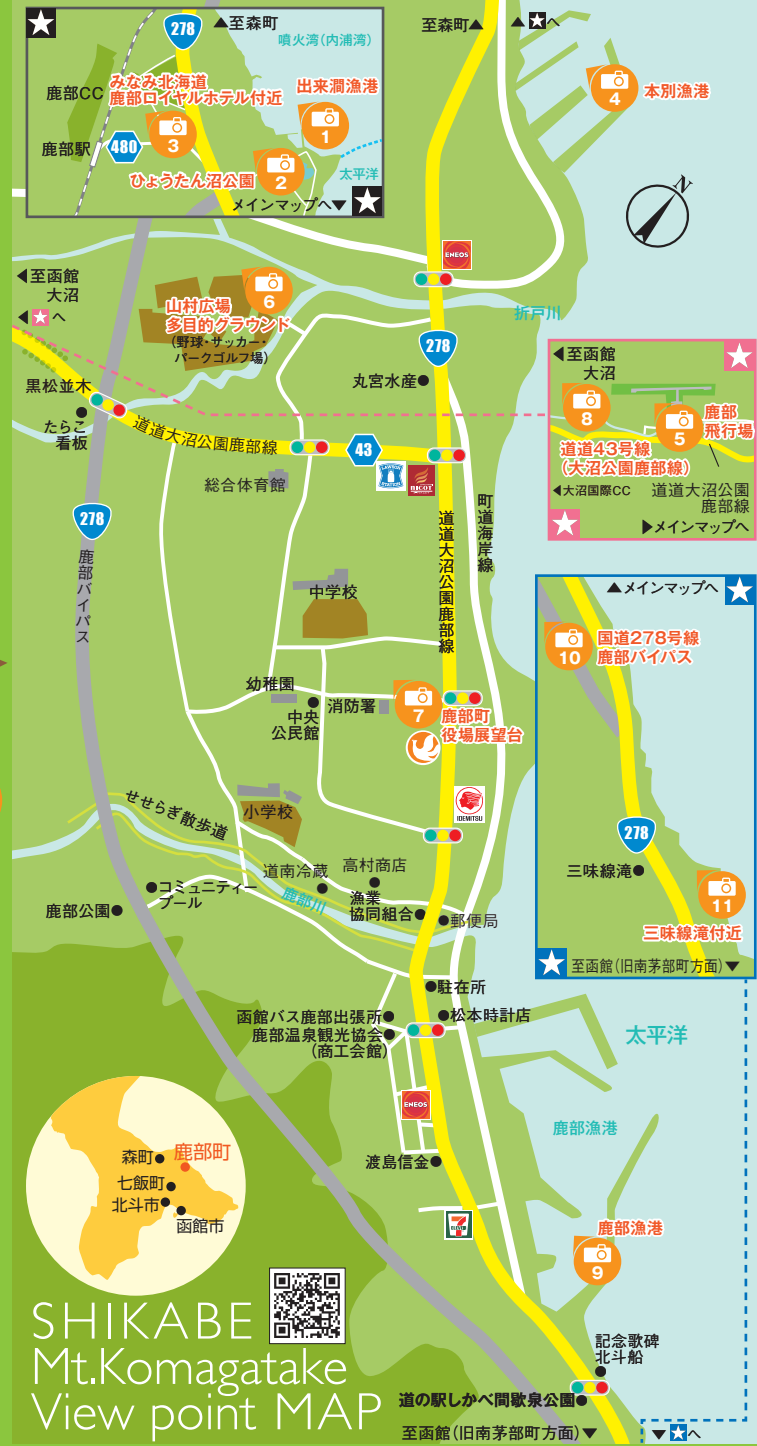 278
▲至森町
噴火湾(内浦湾)
鹿部CC
みなみ北海道
鹿部ロイヤルホテル付近
3
出来澗漁港
1
鹿部駅
480
ひょうたん沼公園
2
太平洋
メインマップへ▼
至森町▲
▲★へ
4
本別漁港
N
◀至函館
大沼
◀★へ
山村広場
多目的グラウンド
(野球・サッカー・
パークゴルフ場)
6
ENEOS
折戸川
278
丸宮水産
黒松並木
たらこ
看板
道道大沼公園鹿部線
43
LAWSON
STATION
HICOT
総合体育館
◀至函館
大沼
8
5
鹿部
飛行場
道道43号線
(大沼公園鹿部線)
◀大沼国際CC
道道大沼公園
鹿部線
▶メインマップへ
278
鹿部バイパス
道道大沼公園鹿部線
町道海岸線
中学校
幼稚園
中央
公民館
消防署
7
鹿部町
役場展望台
▲メインマップへ
10
国道278号線
鹿部バイパス
278
三味線滝
11
三味線滝付近
至函館(旧南茅部町方面)▼
IDEMITSU
せせらぎ散歩道
小学校
コミュニティー
プール
道南冷蔵
高村商店
鹿部川
鹿部公園
漁業
協同組合
郵便局
駐在所
函館バス鹿部出張所
鹿部温泉観光協会
(商工会館)
松本時計店
太平洋
ENEOS
鹿部漁港
渡島信金
森町
鹿部町
七飯町
北斗市
函館市
7
ELEVEN
鹿部漁港
9
SHIKABE
Mt.Komagatake
View point MAP
記念歌碑
北斗船
道の駅しかべ間歇泉公園
至函館(旧南茅部町方面)▼
▼★へ